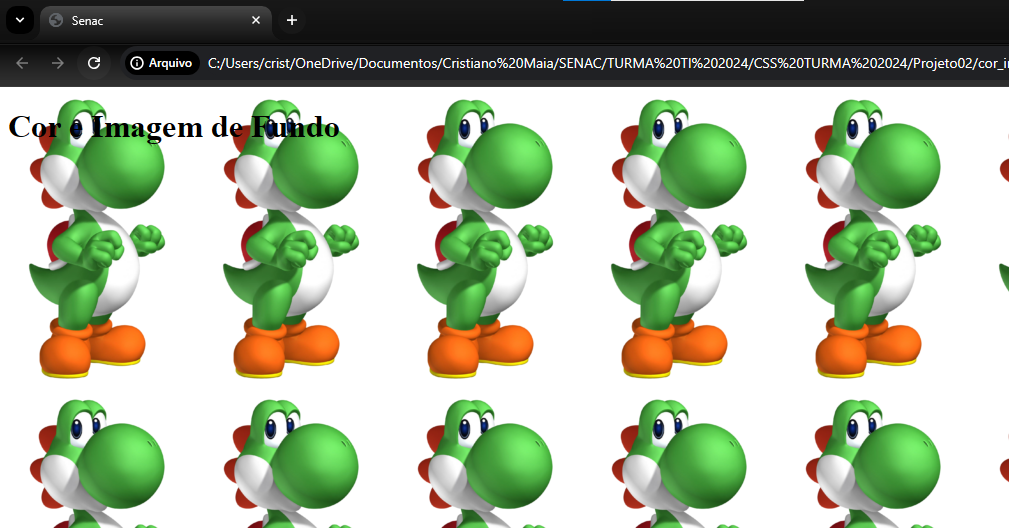 Senac
Arquivo
C:/Users/crist/OneDrive/Documentos/Cristiano%20Maia/SENAC/TURMA%20TI%202024/CSS%20TURMA%202024/Projeto02/cor_i
Cor e Imagem de Fundo